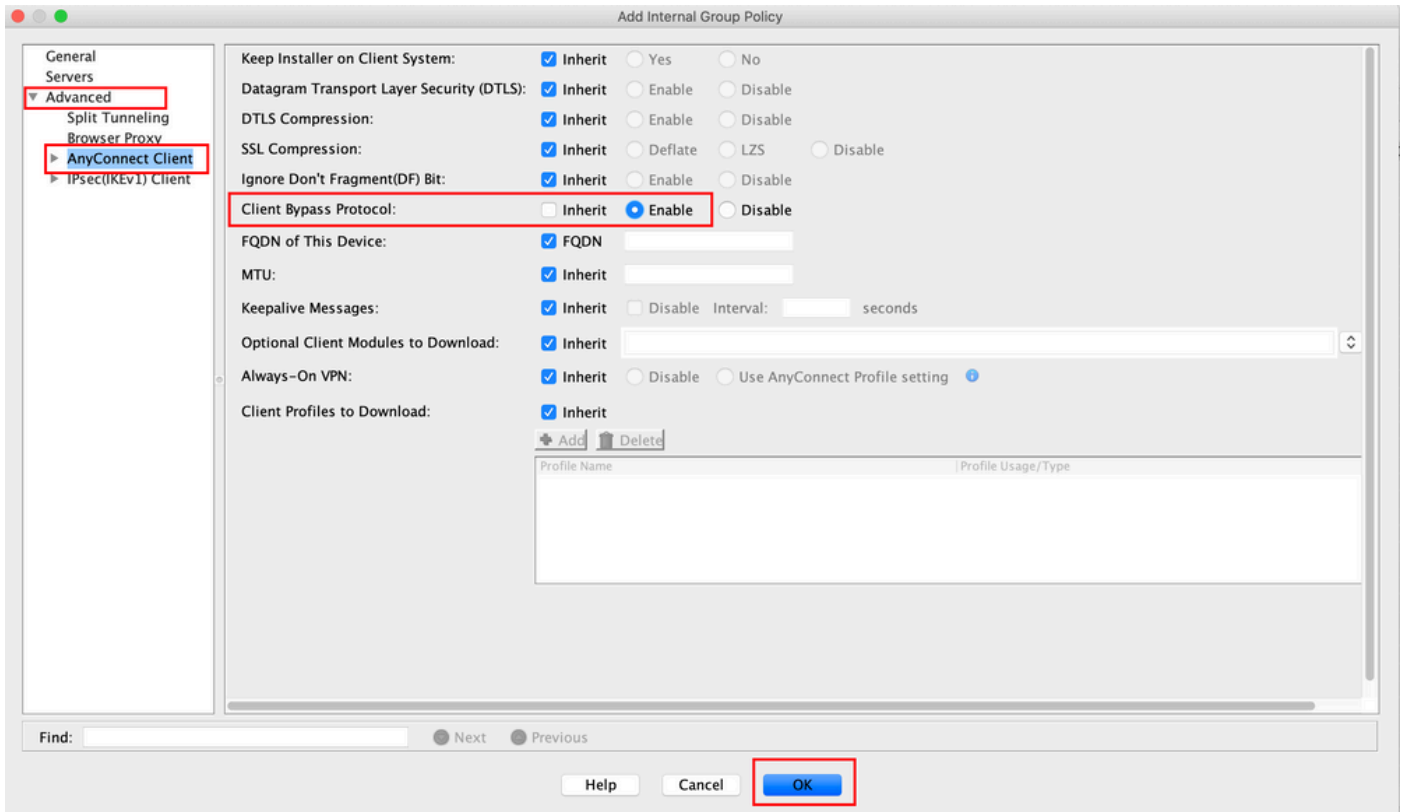 Add Internal Group Policy
General
Servers
Advanced
Split Tunneling
Browser Proxy
AnyConnect Client
IPsec(IKEv1) Client
Keep Installer on Client System: Inherit Yes No
Datagram Transport Layer Security (DTLS): Inherit Enable Disable
DTLS Compression: Inherit Enable Disable
SSL Compression: Inherit Deflate LZS Disable
Ignore Don't Fragment(DF) Bit: Inherit Enable Disable
Client Bypass Protocol: Inherit Enable Disable
FQDN of This Device: FQDN
MTU: Inherit
Keepalive Messages: Inherit Disable Interval: seconds
Optional Client Modules to Download: Inherit
Always-On VPN: Inherit Disable Use AnyConnect Profile setting
Client Profiles to Download: Inherit
Add Delete
Profile Name Profile Usage/Type
Find: Next Previous
Help Cancel OK